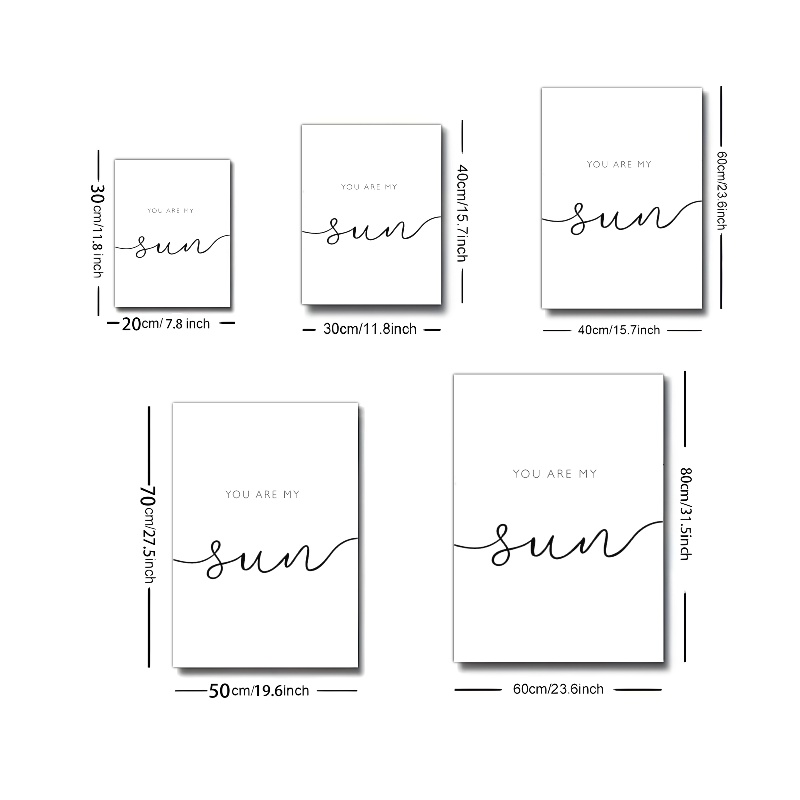 YOU ARE MY
sun
30cm/11.8 inch
20cm/ 7.8 inch
YOU ARE MY
sun
40cm/15.7inch
30cm/11.8inch
YOU ARE MY
sun
60cm/23.6inch
40cm/15.7inch
YOU ARE MY
sun
70cm/27.5inch
50cm/19.6inch
YOU ARE MY
sun
80cm/31.5inch
60cm/23.6inch